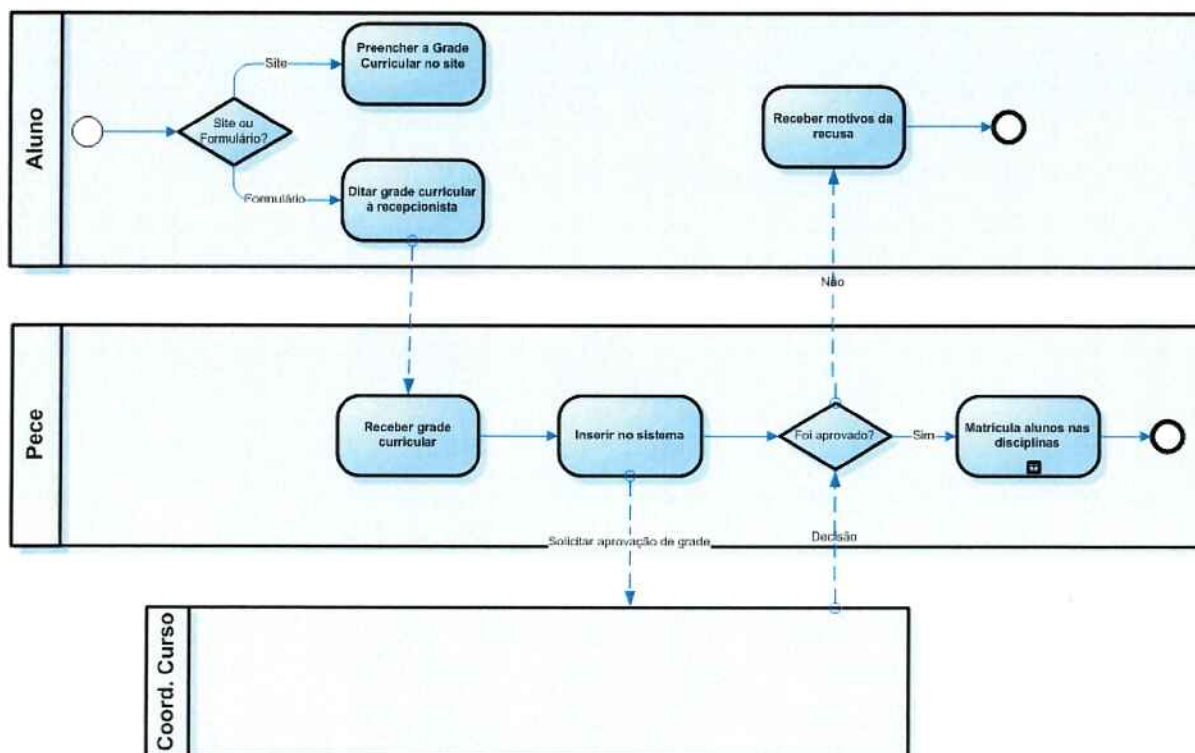 Aluno
Site ou
Formulário?
Site
Formulário
Preencher a Grade
Curricular no site
Ditar grade curricular
à recepcionista
Receber motivos da
recusa
Não
Pece
Receber grade
curricular
Inserir no sistema
Foi aprovado?
Sim
Matrícula alunos nas
disciplinas
Solicitar aprovação de grade
Decisão
Coord. Curso